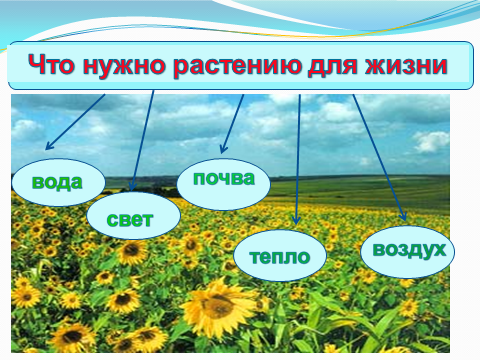 Что нужно растению для жизни
вода
свет
почва
тепло
воздух